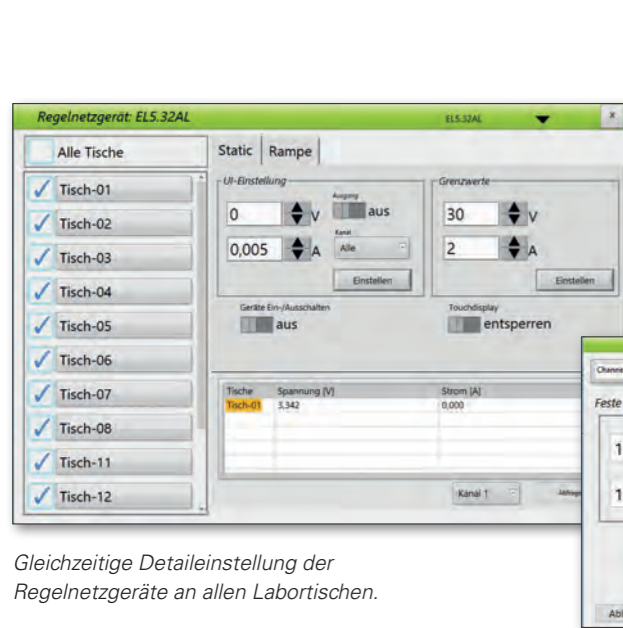 Regelnetzgerät: EL5.32AL
EL5.32AL
x
Alle Tische
Tisch-01
Tisch-02
Tisch-03
Tisch-04
Tisch-05
Tisch-06
Tisch-07
Tisch-08
Tisch-11
Tisch-12
Static Rampe
UI-Einstellung
0 V
Ausgang
aus
0,005 A
Kanal
Alle
Einstellen
Grenzwerte
30 V
2 A
Einstellen
Geräte Ein-/Ausschalten
aus
Touchdisplay
entsperren
Tische Spannung [V] Strom [A]
Tisch-01 3,342 0,000
Kanal 1
Channe
Feste
1
1
Gleichzeitige Detaileinstellung der
Regelnetzgeräte an allen Labortischen.